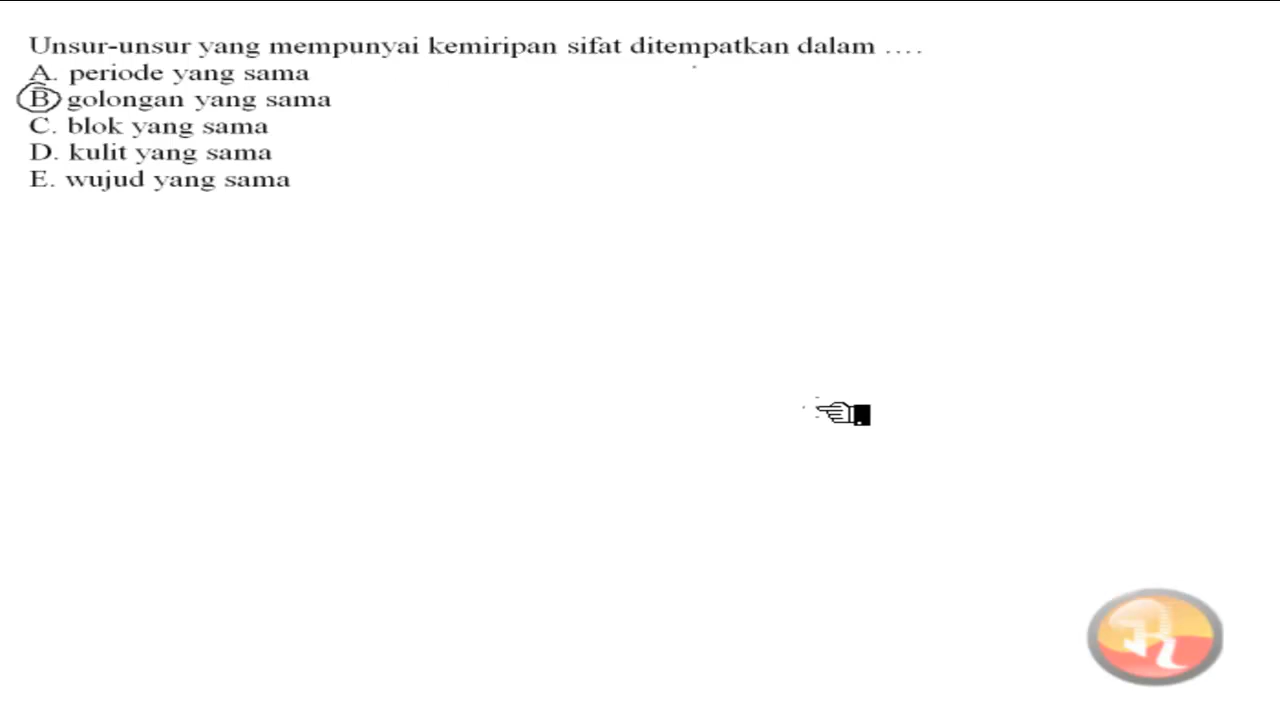 Unsur-unsur yang mempunyai kemiripan sifat ditempatkan dalam ....
A. periode yang sama
B golongan yang sama
C. blok yang sama
D. kulit yang sama
E. wujud yang sama